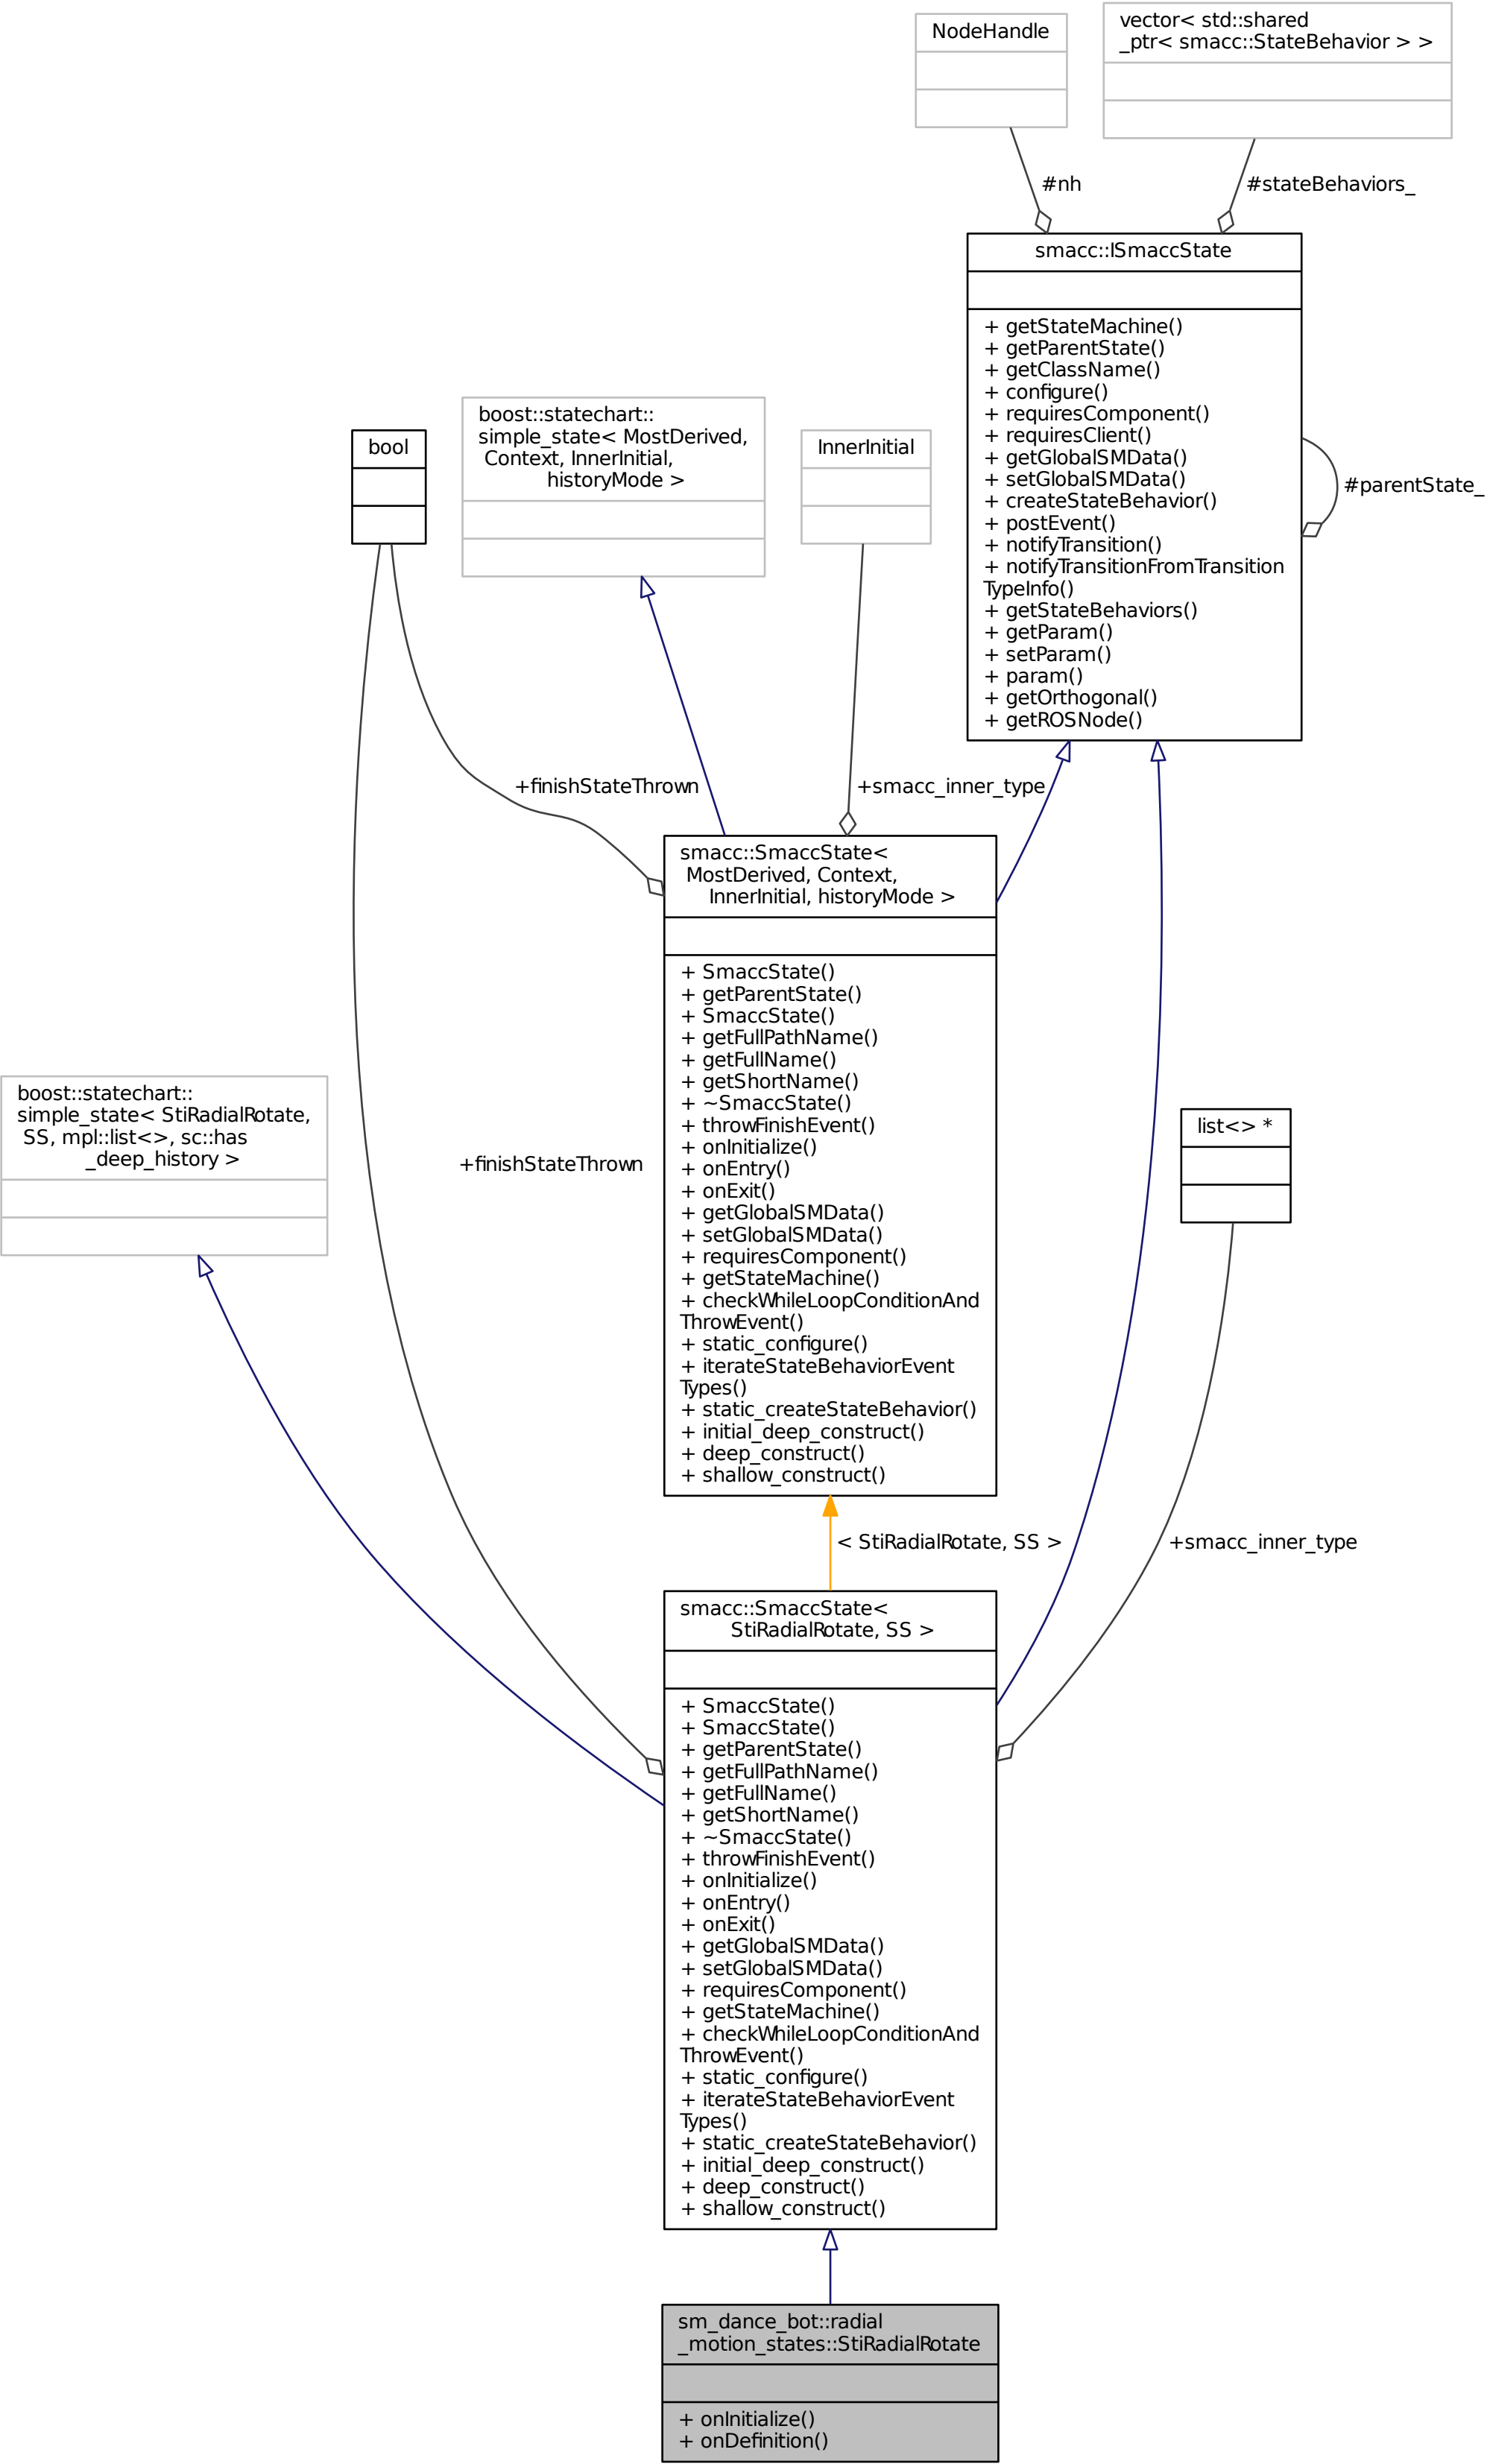 NodeHandle
vector< std::shared
_ptr< smacc::StateBehavior > >
#nh
#stateBehaviors_
smacc::ISmaccState
+ getStateMachine()
+ getParentState()
+ getClassName()
+ configure()
+ requiresComponent()
+ requiresClient()
+ getGlobalSMData()
+ setGlobalSMData()
+ createStateBehavior()
+ postEvent()
+ notifyTransition()
+ notifyTransitionFromTransition
TypeInfo()
+ getStateBehaviors()
+ getParam()
+ setParam()
+ param()
+ getOrthogonal()
+ getROSNode()
#parentState_
bool
boost::statechart::
simple_state< MostDerived,
Context, InnerInitial,
historyMode >
InnerInitial
+finishStateThrown
+smacc_inner_type
smacc::SmaccState<
MostDerived, Context,
InnerInitial, historyMode >
+ SmaccState()
+ getParentState()
+ SmaccState()
+ getFullPathName()
+ getFullName()
+ getShortName()
+ ~SmaccState()
+ throwFinishEvent()
+ onInitialize()
+ onEntry()
+ onExit()
+ getGlobalSMData()
+ setGlobalSMData()
+ requiresComponent()
+ getStateMachine()
+ checkWhileLoopConditionAnd
ThrowEvent()
+ static_configure()
+ iterateStateBehaviorEvent
Types()
+ static_createStateBehavior()
+ initial_deep_construct()
+ deep_construct()
+ shallow_construct()
boost::statechart::
simple_state< StiRadialRotate,
SS, mpl::list<>, sc::has
_deep_history >
+finishStateThrown
list<> *
< StiRadialRotate, SS >
+smacc_inner_type
smacc::SmaccState<
StiRadialRotate, SS >
+ SmaccState()
+ SmaccState()
+ getParentState()
+ getFullPathName()
+ getFullName()
+ getShortName()
+ ~SmaccState()
+ throwFinishEvent()
+ onInitialize()
+ onEntry()
+ onExit()
+ getGlobalSMData()
+ setGlobalSMData()
+ requiresComponent()
+ getStateMachine()
+ checkWhileLoopConditionAnd
ThrowEvent()
+ static_configure()
+ iterateStateBehaviorEvent
Types()
+ static_createStateBehavior()
+ initial_deep_construct()
+ deep_construct()
+ shallow_construct()
sm_dance_bot::radial
_motion_states::StiRadialRotate
+ onInitialize()
+ onDefinition()